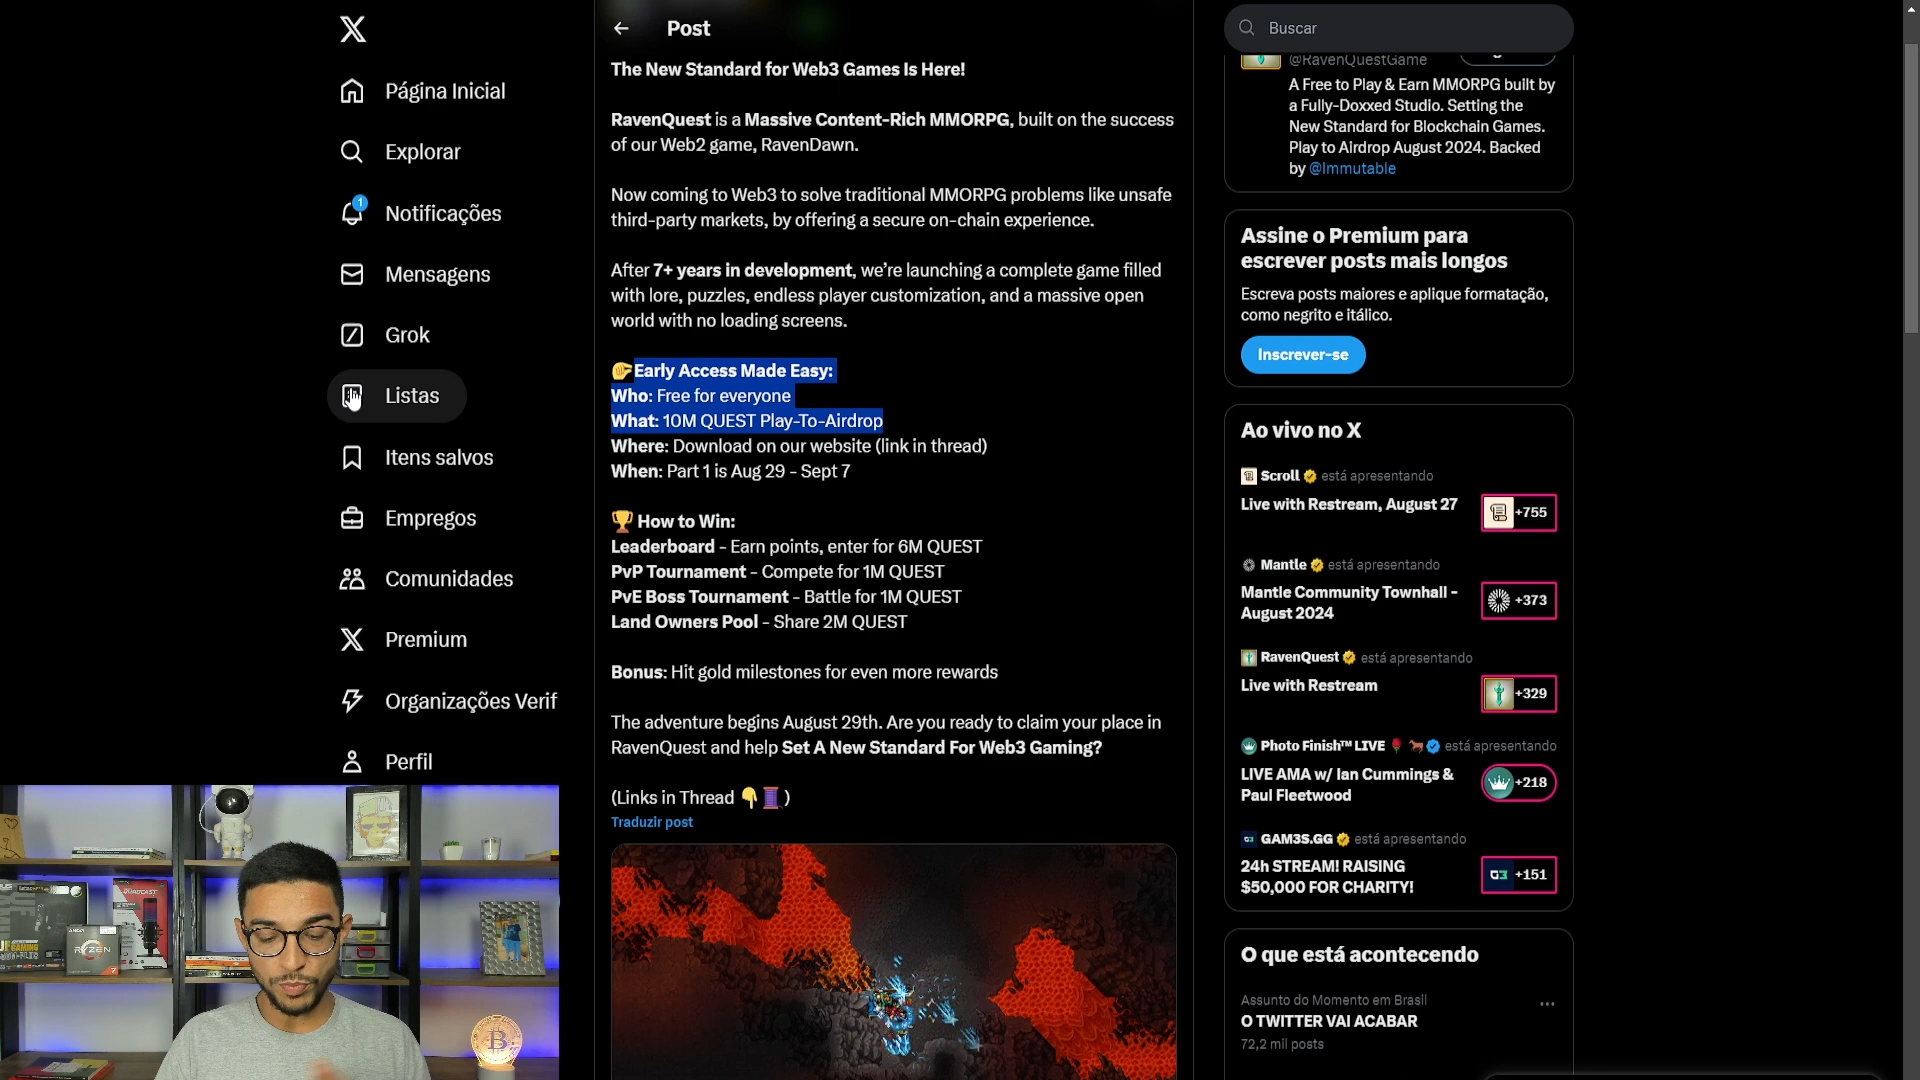 Página Inicial
Explorar
1
Notificações
Mensagens
Grok
Listas
Itens salvos
Empregos
Comunidades
Premium
Organizações Verif
Perfil
Post
The New Standard for Web3 Games Is Here!
RavenQuest is a Massive Content-Rich MMORPG, built on the success
of our Web2 game, RavenDawn.
Now coming to Web3 to solve traditional MMORPG problems like unsafe
third-party markets, by offering a secure on-chain experience.
After 7+ years in development, we’re launching a complete game filled
with lore, puzzles, endless player customization, and a massive open
world with no loading screens.
👉Early Access Made Easy:
Who: Free for everyone
What: 10M QUEST Play-To-Airdrop
Where: Download on our website (link in thread)
When: Part 1 is Aug 29 - Sept 7
🏆 How to Win:
Leaderboard - Earn points, enter for 6M QUEST
PvP Tournament - Compete for 1M QUEST
PvE Boss Tournament - Battle for 1M QUEST
Land Owners Pool - Share 2M QUEST
Bonus: Hit gold milestones for even more rewards
The adventure begins August 29th. Are you ready to claim your place in
RavenQuest and help Set A New Standard For Web3 Gaming?
(Links in Thread 👇🧵)
Traduzir post
Buscar
@RavenQuestGame
A Free to Play & Earn MMORPG built by
a Fully-Doxxed Studio. Setting the
New Standard for Blockchain Games.
Play to Airdrop August 2024. Backed
by @Immutable
Assine o Premium para
escrever posts mais longos
Escreva posts maiores e aplique formatação,
como negrito e itálico.
Inscrever-se
Ao vivo no X
Scroll está apresentando
Live with Restream, August 27
+755
Mantle está apresentando
Mantle Community Townhall -
August 2024
+373
RavenQuest está apresentando
Live with Restream
+329
Photo Finish™ LIVE 🌹 🐎 está apresentando
LIVE AMA w/ Ian Cummings &
Paul Fleetwood
+218
GAM3S.GG está apresentando
24h STREAM! RAISING
$50,000 FOR CHARITY!
G3 +151
O que está acontecendo
Assunto do Momento em Brasil
O TWITTER VAI ACABAR
72,2 mil posts
QUADCAST
AMD
RYZEN
7
GAMING